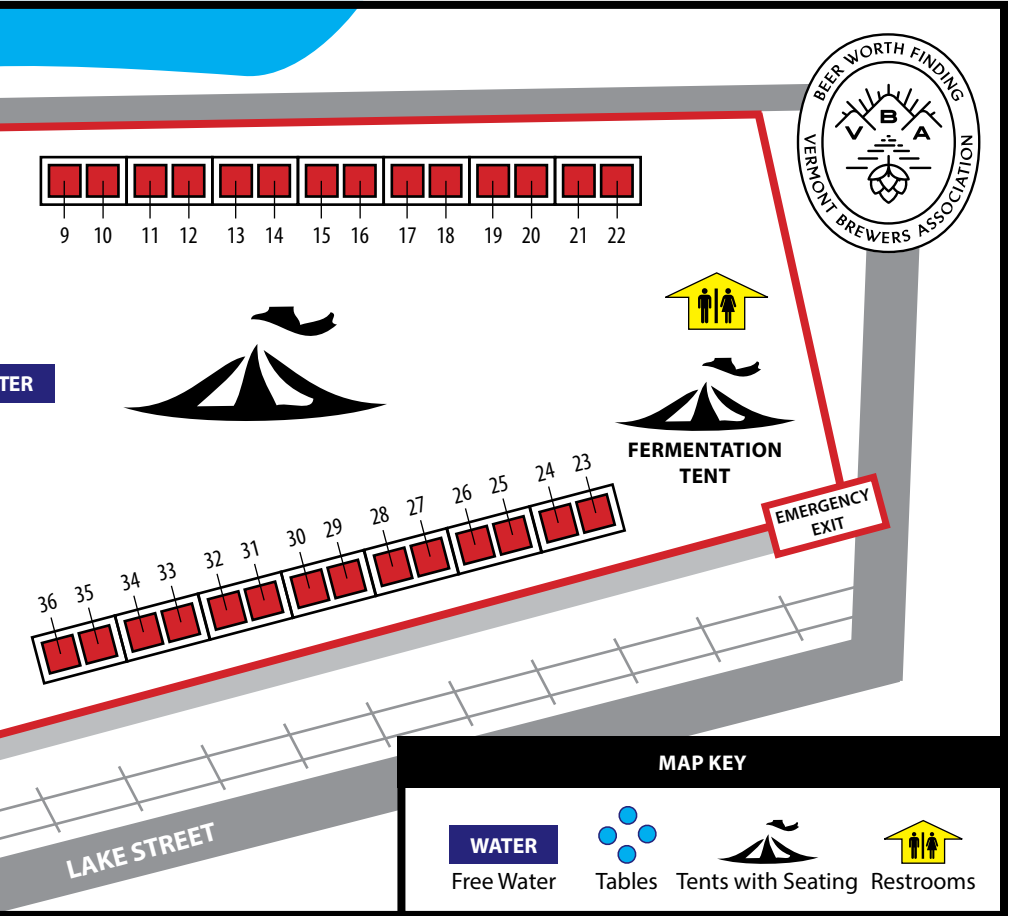 BEER WORTH FINDING
V B A
VERMONT BREWERS ASSOCIATION
9 10 11 12 13 14 15 16 17 18 19 20 21 22
TER
FERMENTATION
TENT
36 35 34 33 32 31 30 29 28 27 26 25 24 23
EMERGENCY
EXIT
LAKE STREET
MAP KEY
WATER
Free Water Tables Tents with Seating Restrooms